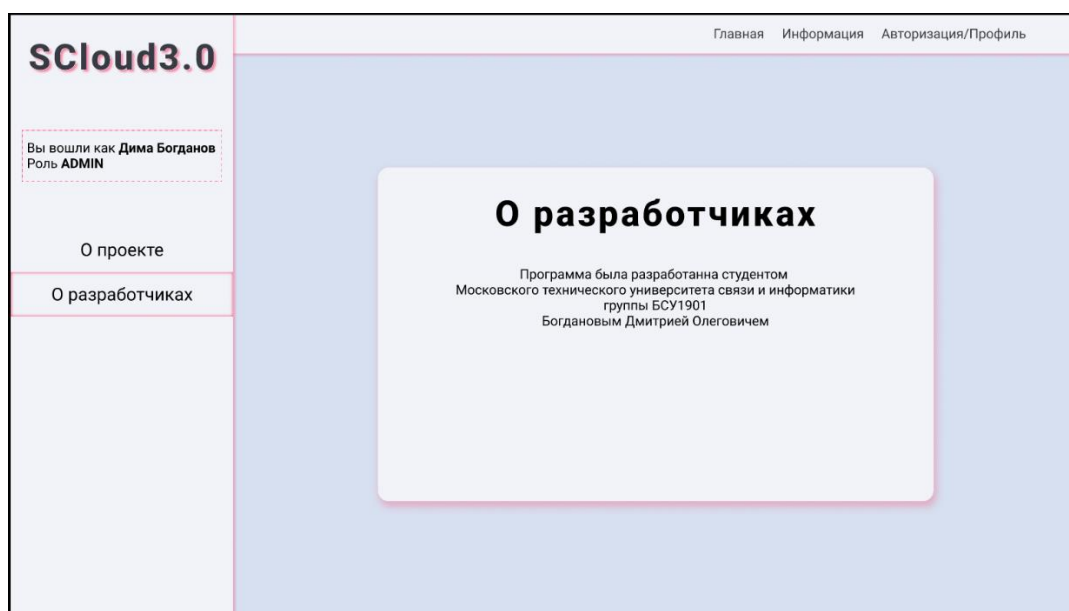 SCloud3.0
Главная Информация Авторизация/Профиль
Вы вошли как Дима Богданов
Роль ADMIN
О проекте
О разработчиках
О разработчиках
Программа была разработанна студентом
Московского технического университета связи и информатики
группы БСУ1901
Богдановым Дмитрией Олеговичем